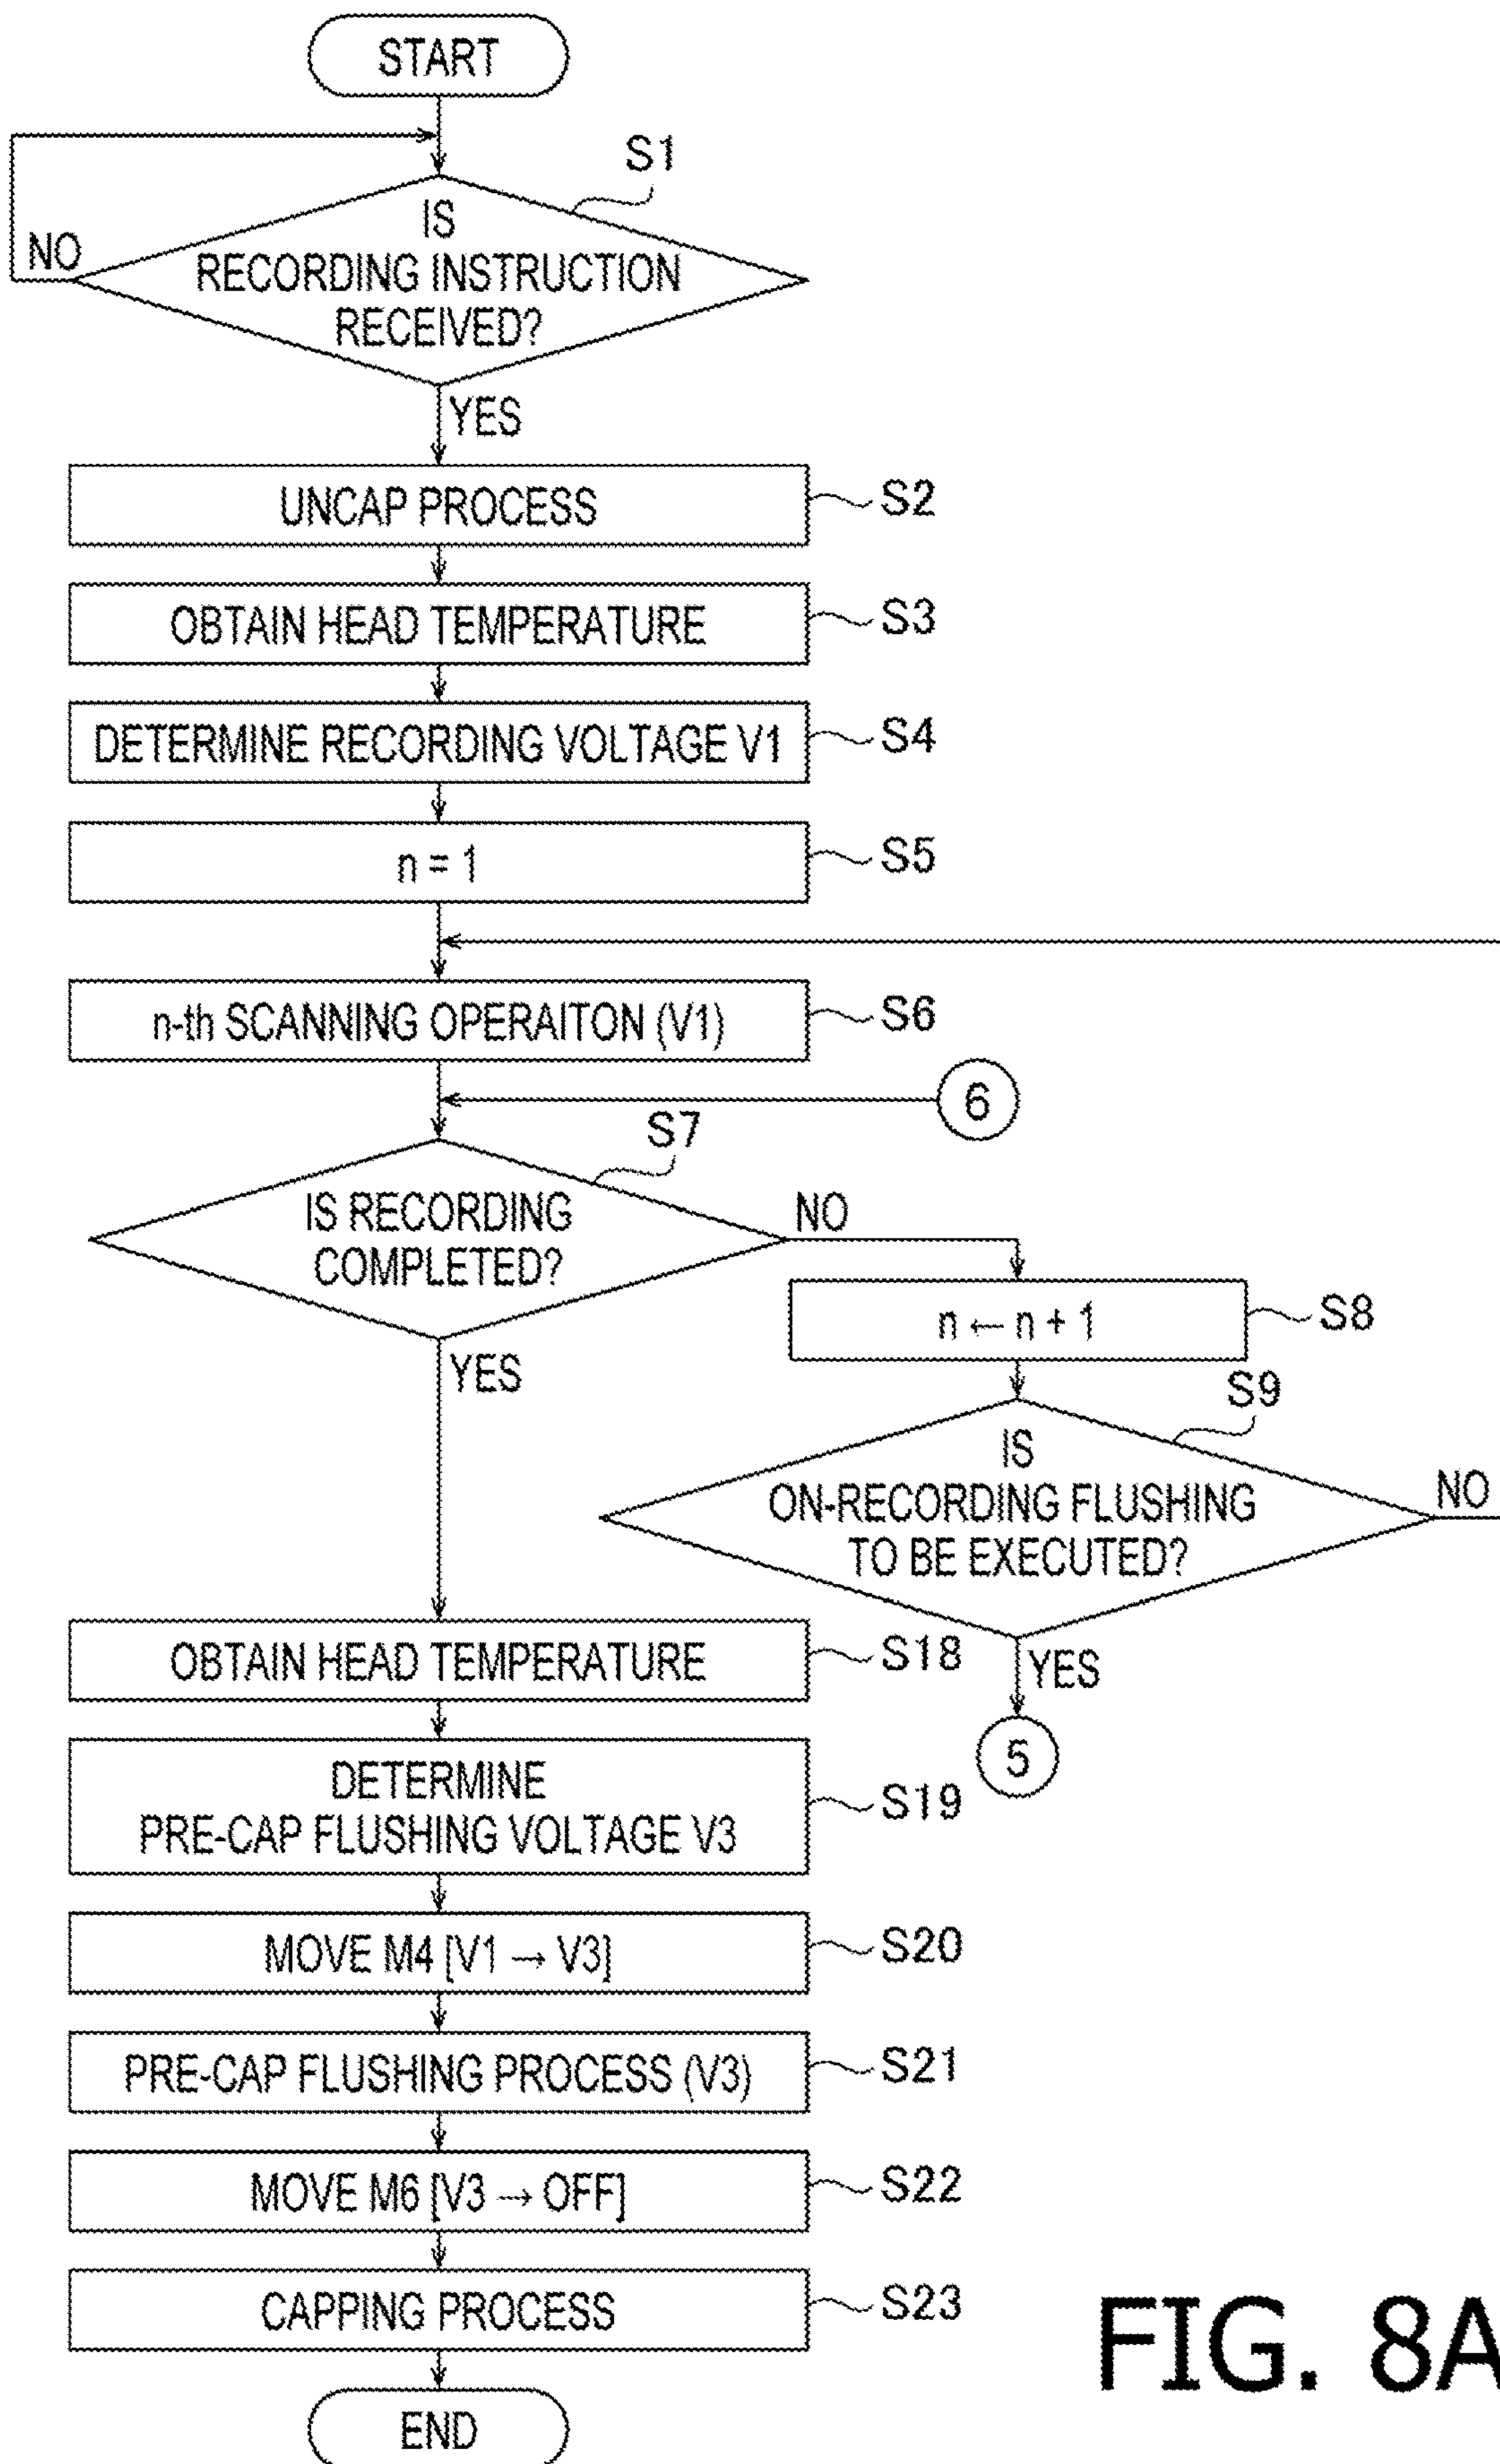 START
S1
IS
NO
RECORDING INSTRUCTION
RECEIVED?
YES
UNCAP PROCESS
S2
OBTAIN HEAD TEMPERATURE
S3
DETERMINE RECORDING VOLTAGE V1
S4
n = 1
S5
n-th SCANNING OPERAITON (V1)
S6
6
S7
IS RECORDING
COMPLETED?
NO
n ← n + 1
S8
YES
S9
IS
ON-RECORDING FLUSHING
TO BE EXECUTED?
NO
YES
5
OBTAIN HEAD TEMPERATURE
S18
DETERMINE
PRE-CAP FLUSHING VOLTAGE V3
S19
MOVE M4 [V1 → V3]
S20
PRE-CAP FLUSHING PROCESS (V3)
S21
MOVE M6 [V3 → OFF]
S22
CAPPING PROCESS
S23
END
FIG. 8A